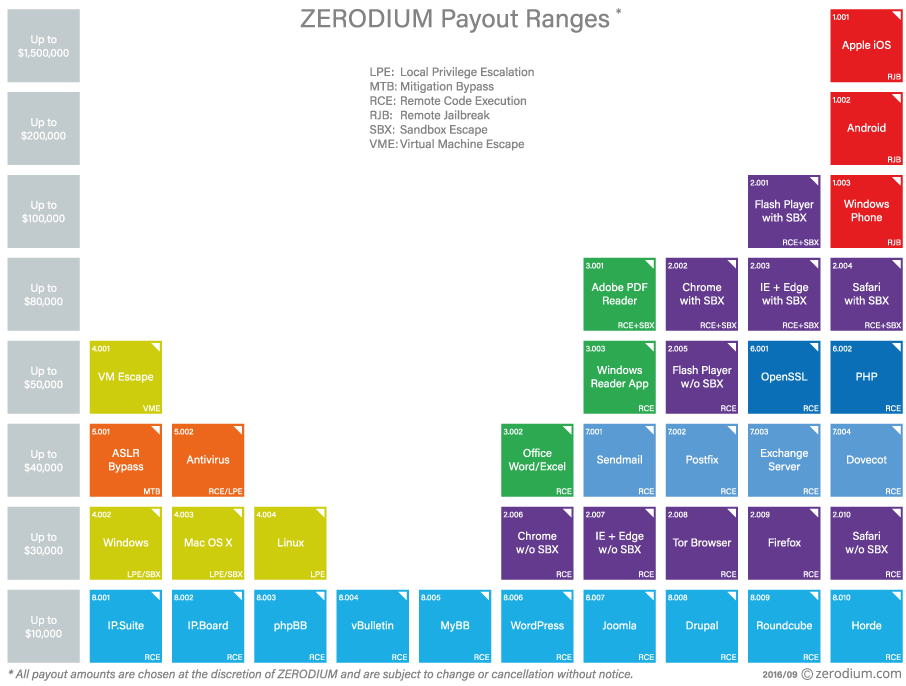 ZERODIUM Payout Ranges *
LPE: Local Privilege Escalation
MTB: Mitigation Bypass
RCE: Remote Code Execution
RJB: Remote Jailbreak
SBX: Sandbox Escape
VME: Virtual Machine Escape
Up to
$1,500,000
1.001
Apple iOS
RJB
Up to
$200,000
1.002
Android
RJB
Up to
$100,000
2.001
Flash Player
with SBX
RCE+SBX
1.003
Windows
Phone
RJB
Up to
$80,000
3.001
Adobe PDF
Reader
RCE+SBX
2.002
Chrome
with SBX
RCE+SBX
2.003
IE + Edge
with SBX
RCE+SBX
2.004
Safari
with SBX
RCE+SBX
Up to
$50,000
4.001
VM Escape
VME
3.003
Windows
Reader App
RCE
2.005
Flash Player
w/o SBX
RCE
6.001
OpenSSL
RCE
6.002
PHP
RCE
Up to
$40,000
5.001
ASLR
Bypass
MTB
5.002
Antivirus
RCE/LPE
3.002
Office
Word/Excel
RCE
7.001
Sendmail
RCE
7.002
Postfix
RCE
7.003
Exchange
Server
RCE
7.004
Dovecot
RCE
Up to
$30,000
4.002
Windows
LPE/SBX
4.003
Mac OS X
LPE/SBX
4.004
Linux
LPE
2.006
Chrome
w/o SBX
RCE
2.007
IE + Edge
w/o SBX
RCE
2.008
Tor Browser
RCE
2.009
Firefox
RCE
2.010
Safari
w/o SBX
RCE
Up to
$10,000
8.001
IP.Suite
RCE
8.002
IP.Board
RCE
8.003
phpBB
RCE
8.004
vBulletin
RCE
8.005
MyBB
RCE
8.006
WordPress
RCE
8.007
Joomla
RCE
8.008
Drupal
RCE
8.009
Roundcube
RCE
8.010
Horde
RCE
* All payout amounts are chosen at the discretion of ZERODIUM and are subject to change or cancellation without notice.
2016/09 © zerodium.com